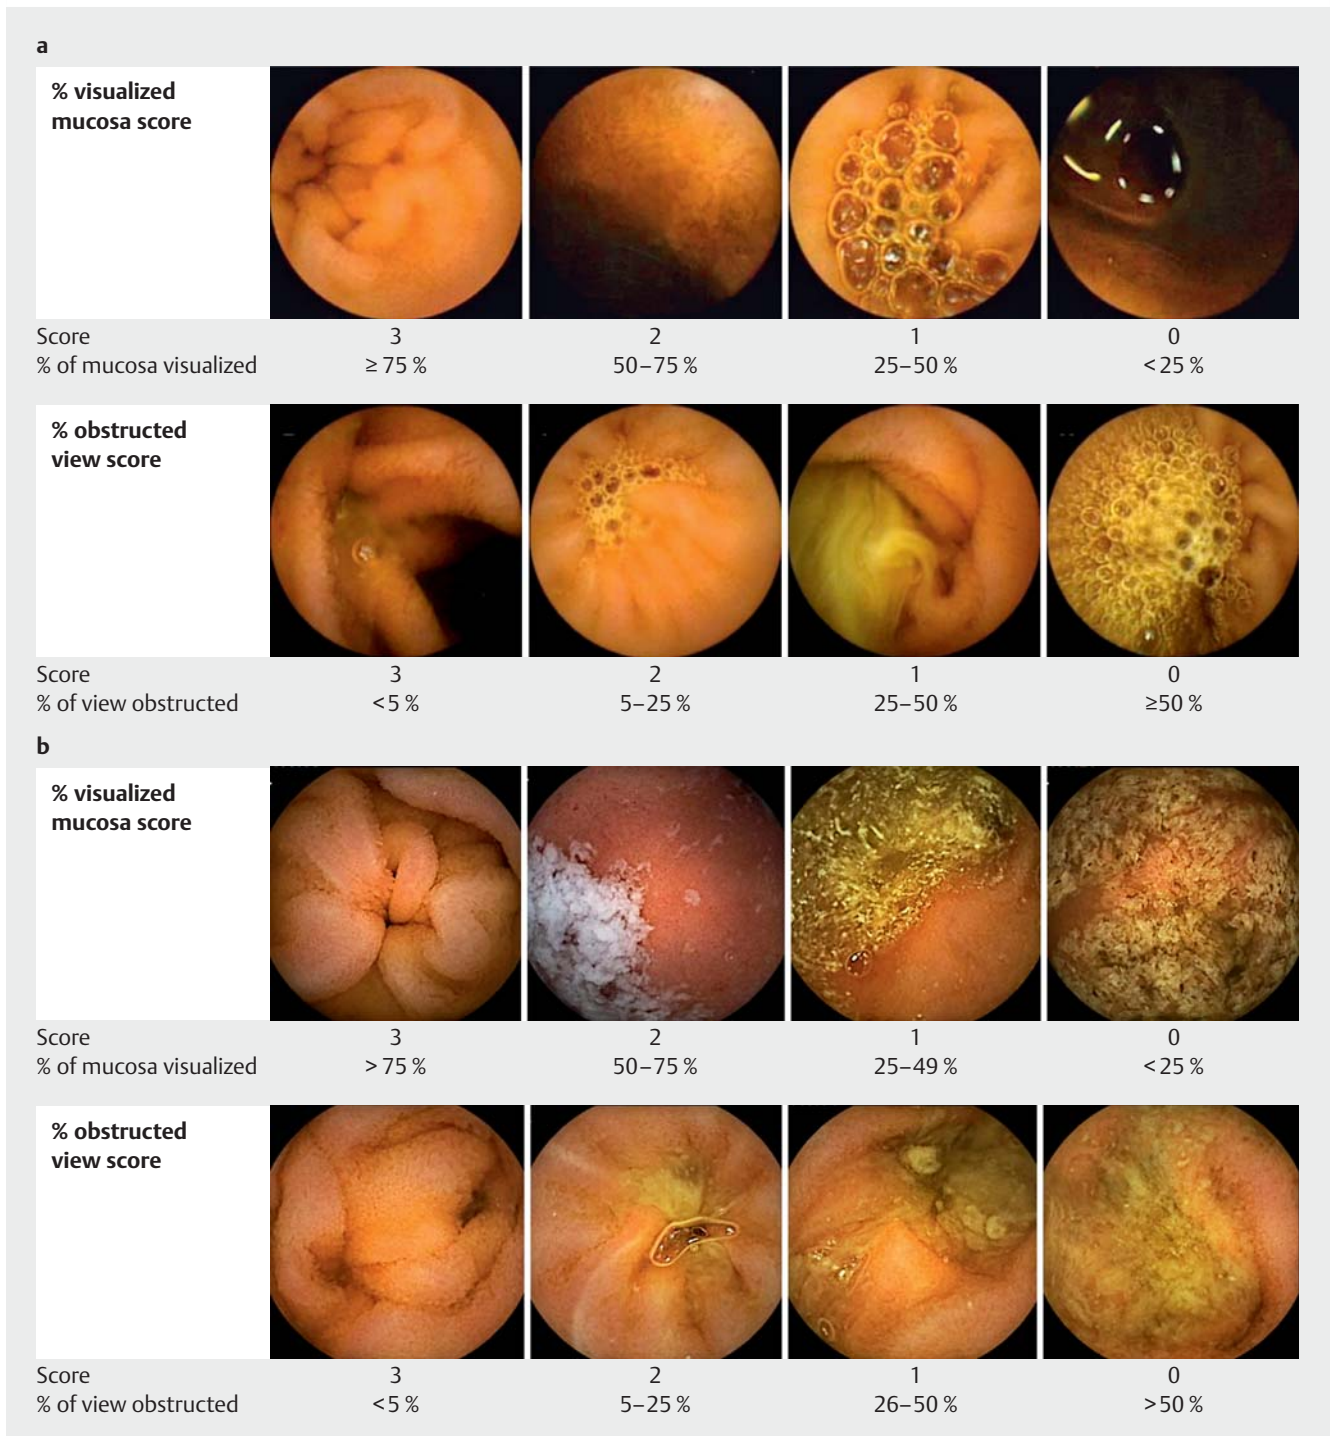 a
% visualized
mucosa score
Score 3 2 1 0
% of mucosa visualized ≥ 75 % 50–75 % 25–50 % <25 %
% obstructed
view score
Score 3 2 1 0
% of view obstructed <5 % 5–25 % 25–50 % ≥50 %
b
% visualized
mucosa score
Score 3 2 1 0
% of mucosa visualized > 75 % 50–75 % 25–49 % <25 %
% obstructed
view score
Score 3 2 1 0
% of view obstructed <5 % 5–25 % 26–50 % >50 %